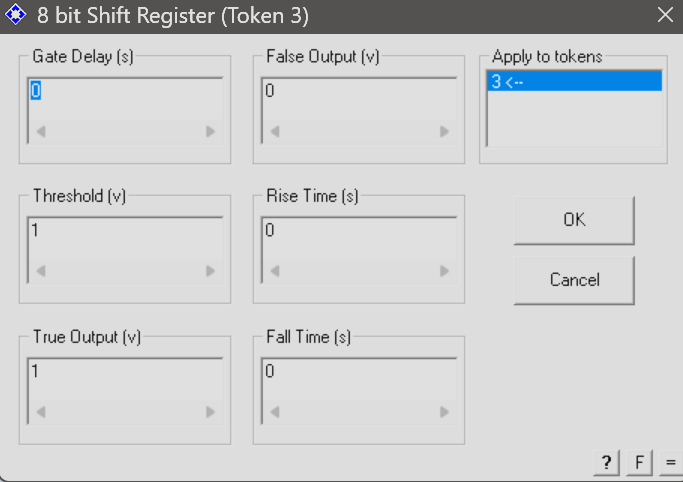 8 bit Shift Register (Token 3)
Gate Delay (s)
0
False Output (v)
0
Apply to tokens
3 <--
Threshold (v)
1
Rise Time (s)
0
OK
Cancel
True Output (v)
1
Fall Time (s)
0
? F =